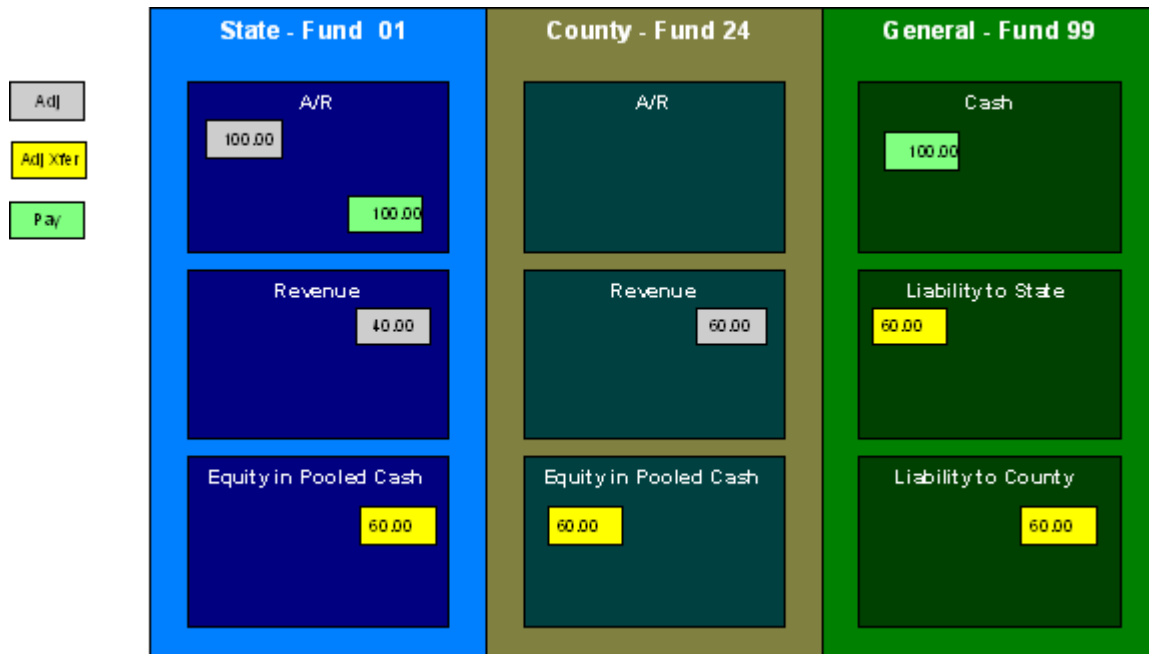 State - Fund 01
County - Fund 24
General - Fund 99
Adj
Adj Xfer
Pay
A/R
100.00
100.00
A/R
Cash
100.00
Revenue
40.00
Revenue
60.00
Liability to State
60.00
Equity in Pooled Cash
60.00
Equity in Pooled Cash
60.00
Liability to County
60.00